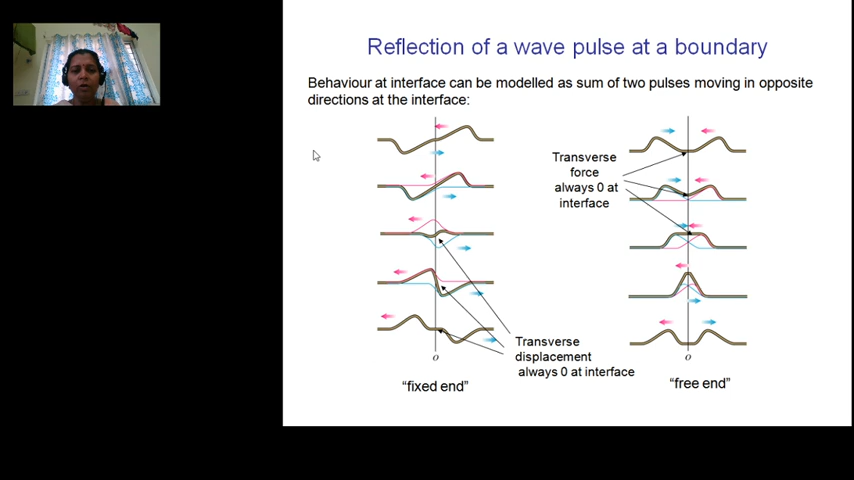 Reflection of a wave pulse at a boundary
Behaviour at interface can be modelled as sum of two pulses moving in opposite
directions at the interface:
Transverse
force
always 0 at
interface
Transverse
displacement
always 0 at interface
o
o
"fixed end"
"free end"